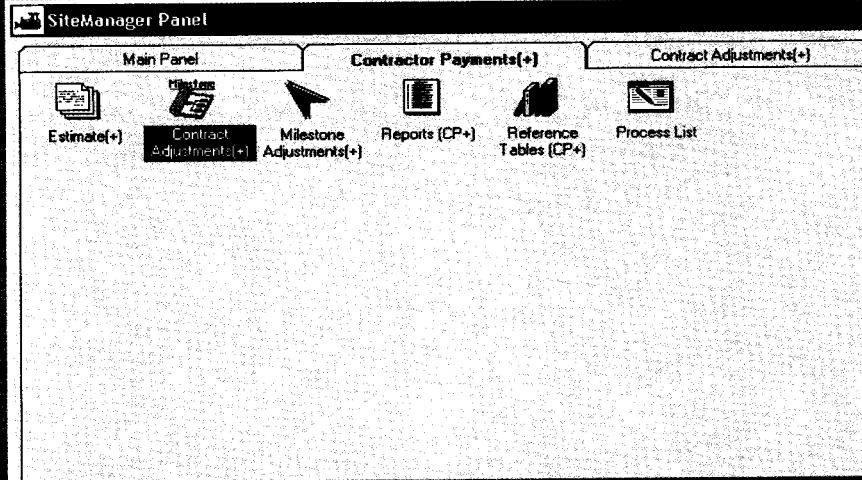 SiteManager Panel
Main Panel
Contractor Payments(+)
Contract Adjustments(+)
Milestone
Estimate(+)
Contract
Adjustments(+)
Milestone
Adjustments(+)
Reports (CP+)
Reference
Tables (CP+)
Process List